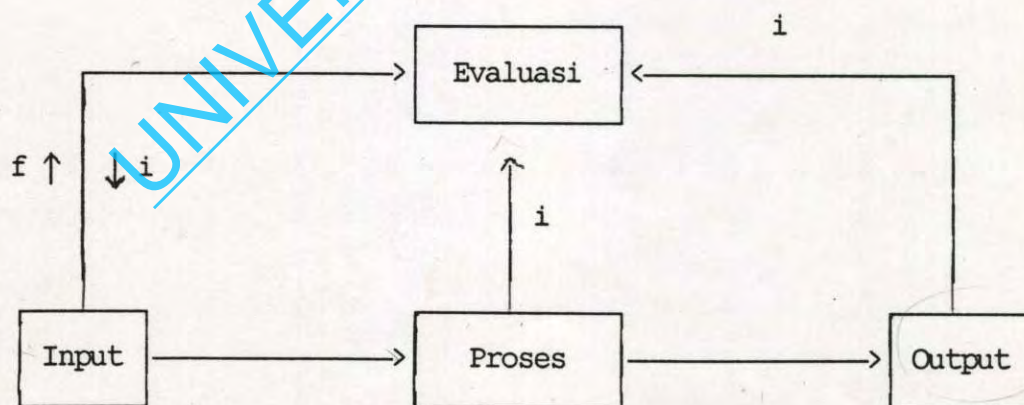 i
Evaluasi
f ↑ ↓ i
i
Input
Proses
Output